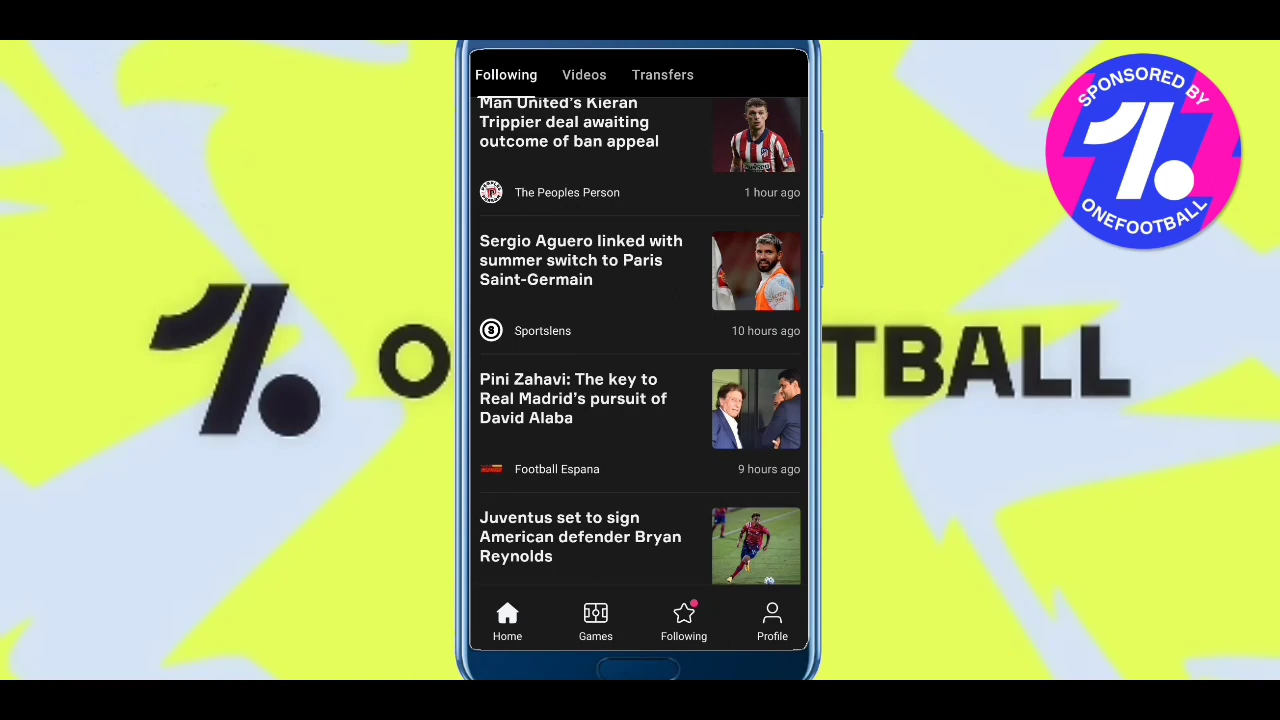 Following Videos Transfers
Man United's Kieran
Trippier deal awaiting
outcome of ban appeal
The Peoples Person 1 hour ago
Sergio Aguero linked with
summer switch to Paris
Saint-Germain
Sportslens 10 hours ago
Pini Zahavi: The key to
Real Madrid's pursuit of
David Alaba
Football Espana 9 hours ago
Juventus set to sign
American defender Bryan
Reynolds
Home Games Following Profile
SPONSORED BY
1.
ONEFOOTBALL
1. O TBALL